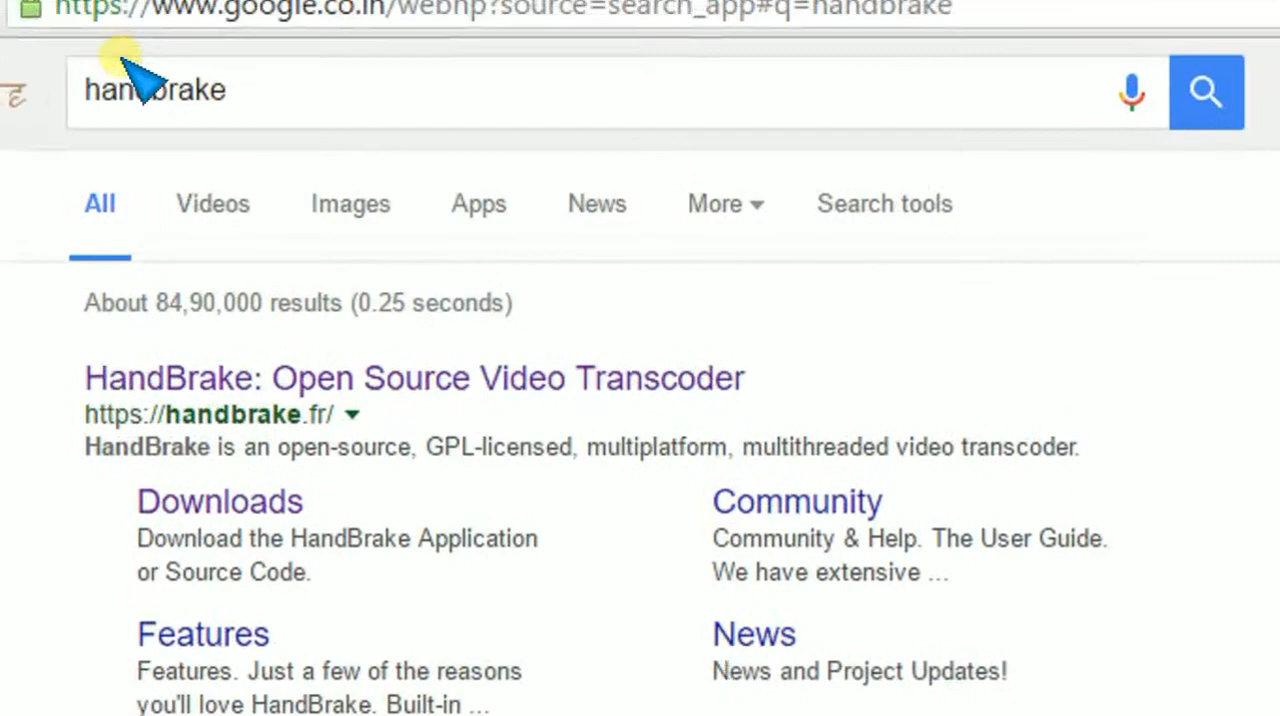 https://www.google.co.in/webhp?source=search_app#q=handbrake
handbrake
All Videos Images Apps News More Search tools
About 84,90,000 results (0.25 seconds)
HandBrake: Open Source Video Transcoder
https://handbrake.fr/
HandBrake is an open-source, GPL-licensed, multiplatform, multithreaded video transcoder.
Downloads
Download the HandBrake Application
or Source Code.
Community
Community & Help. The User Guide.
We have extensive ...
Features
Features. Just a few of the reasons
you'll love HandBrake. Built-in ...
News
News and Project Updates!